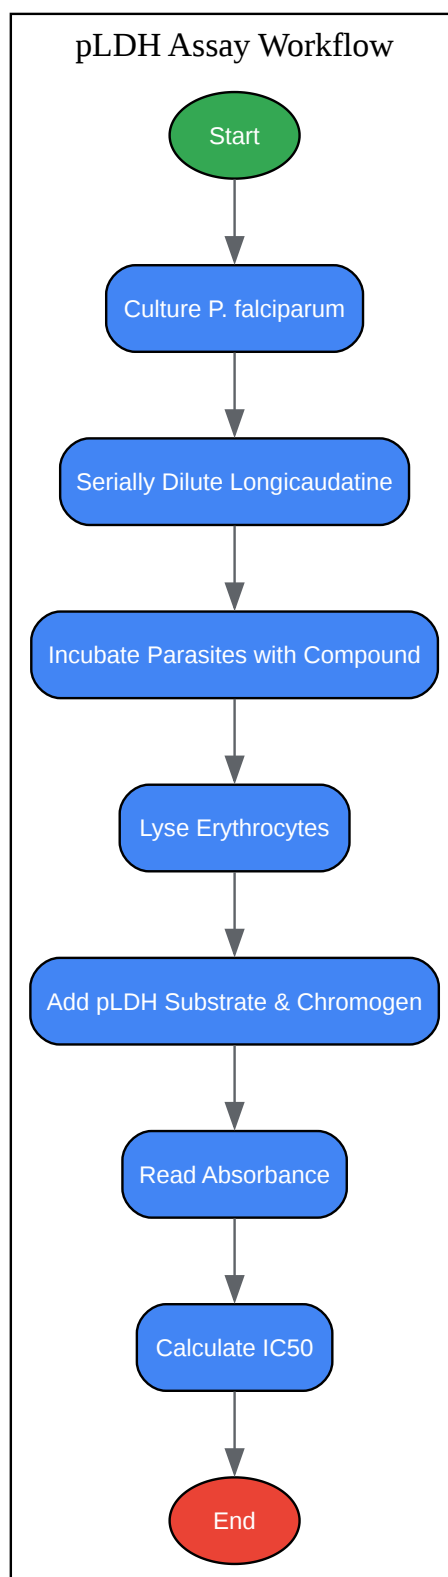 pLDH Assay Workflow
Start
Culture P. falciparum
Serially Dilute Longicaudatine
Incubate Parasites with Compound
Lyse Erythrocytes
Add pLDH Substrate & Chromogen
Read Absorbance
Calculate IC50
End